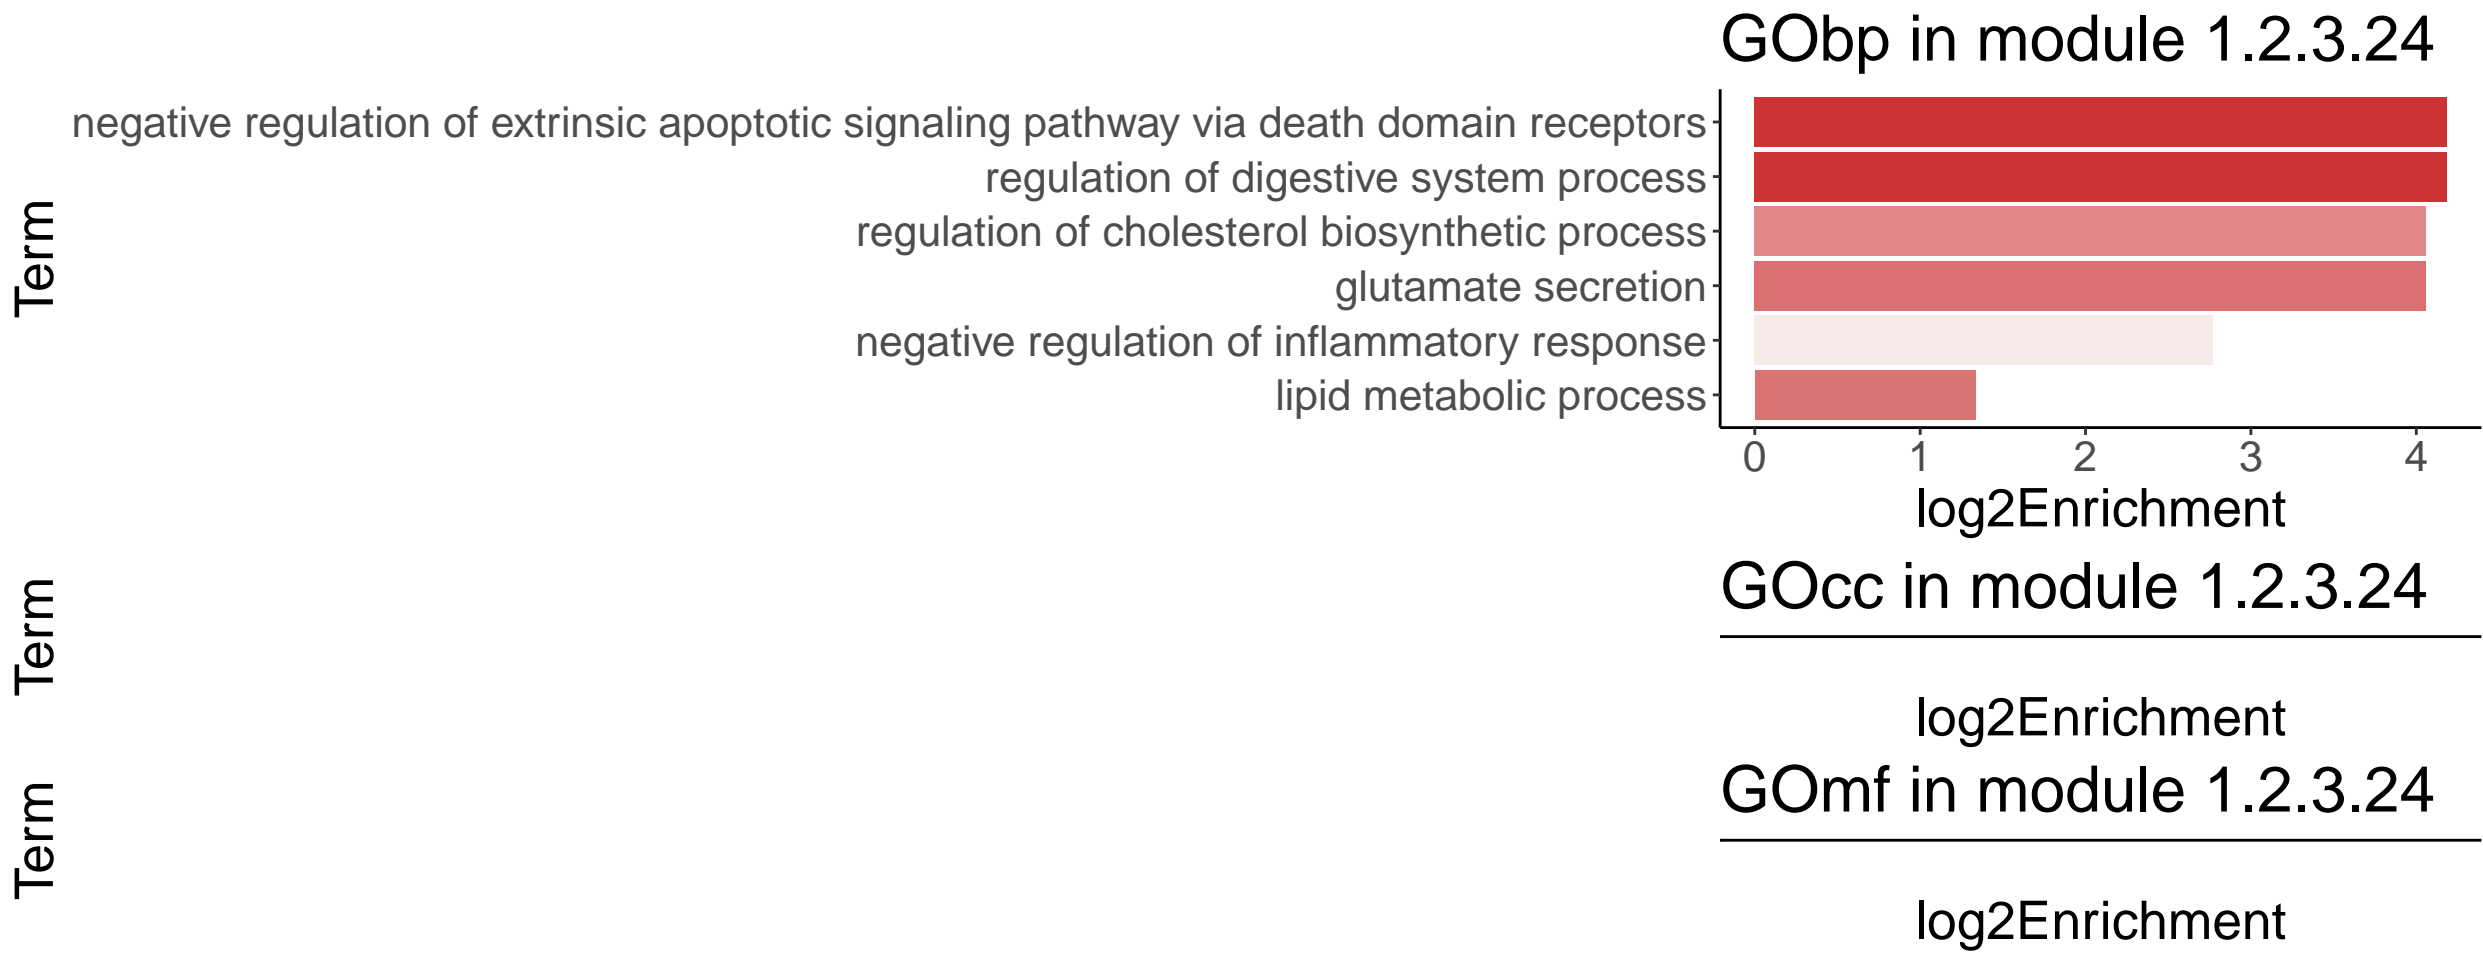 GObp in module 1.2.3.24
Term
negative regulation of extrinsic apoptotic signaling pathway via death domain receptors
regulation of digestive system process
regulation of cholesterol biosynthetic process
glutamate secretion
negative regulation of inflammatory response
lipid metabolic process
0 1 2 3 4
log2Enrichment
GOcc in module 1.2.3.24
Term
log2Enrichment
GOmf in module 1.2.3.24
Term
log2Enrichment